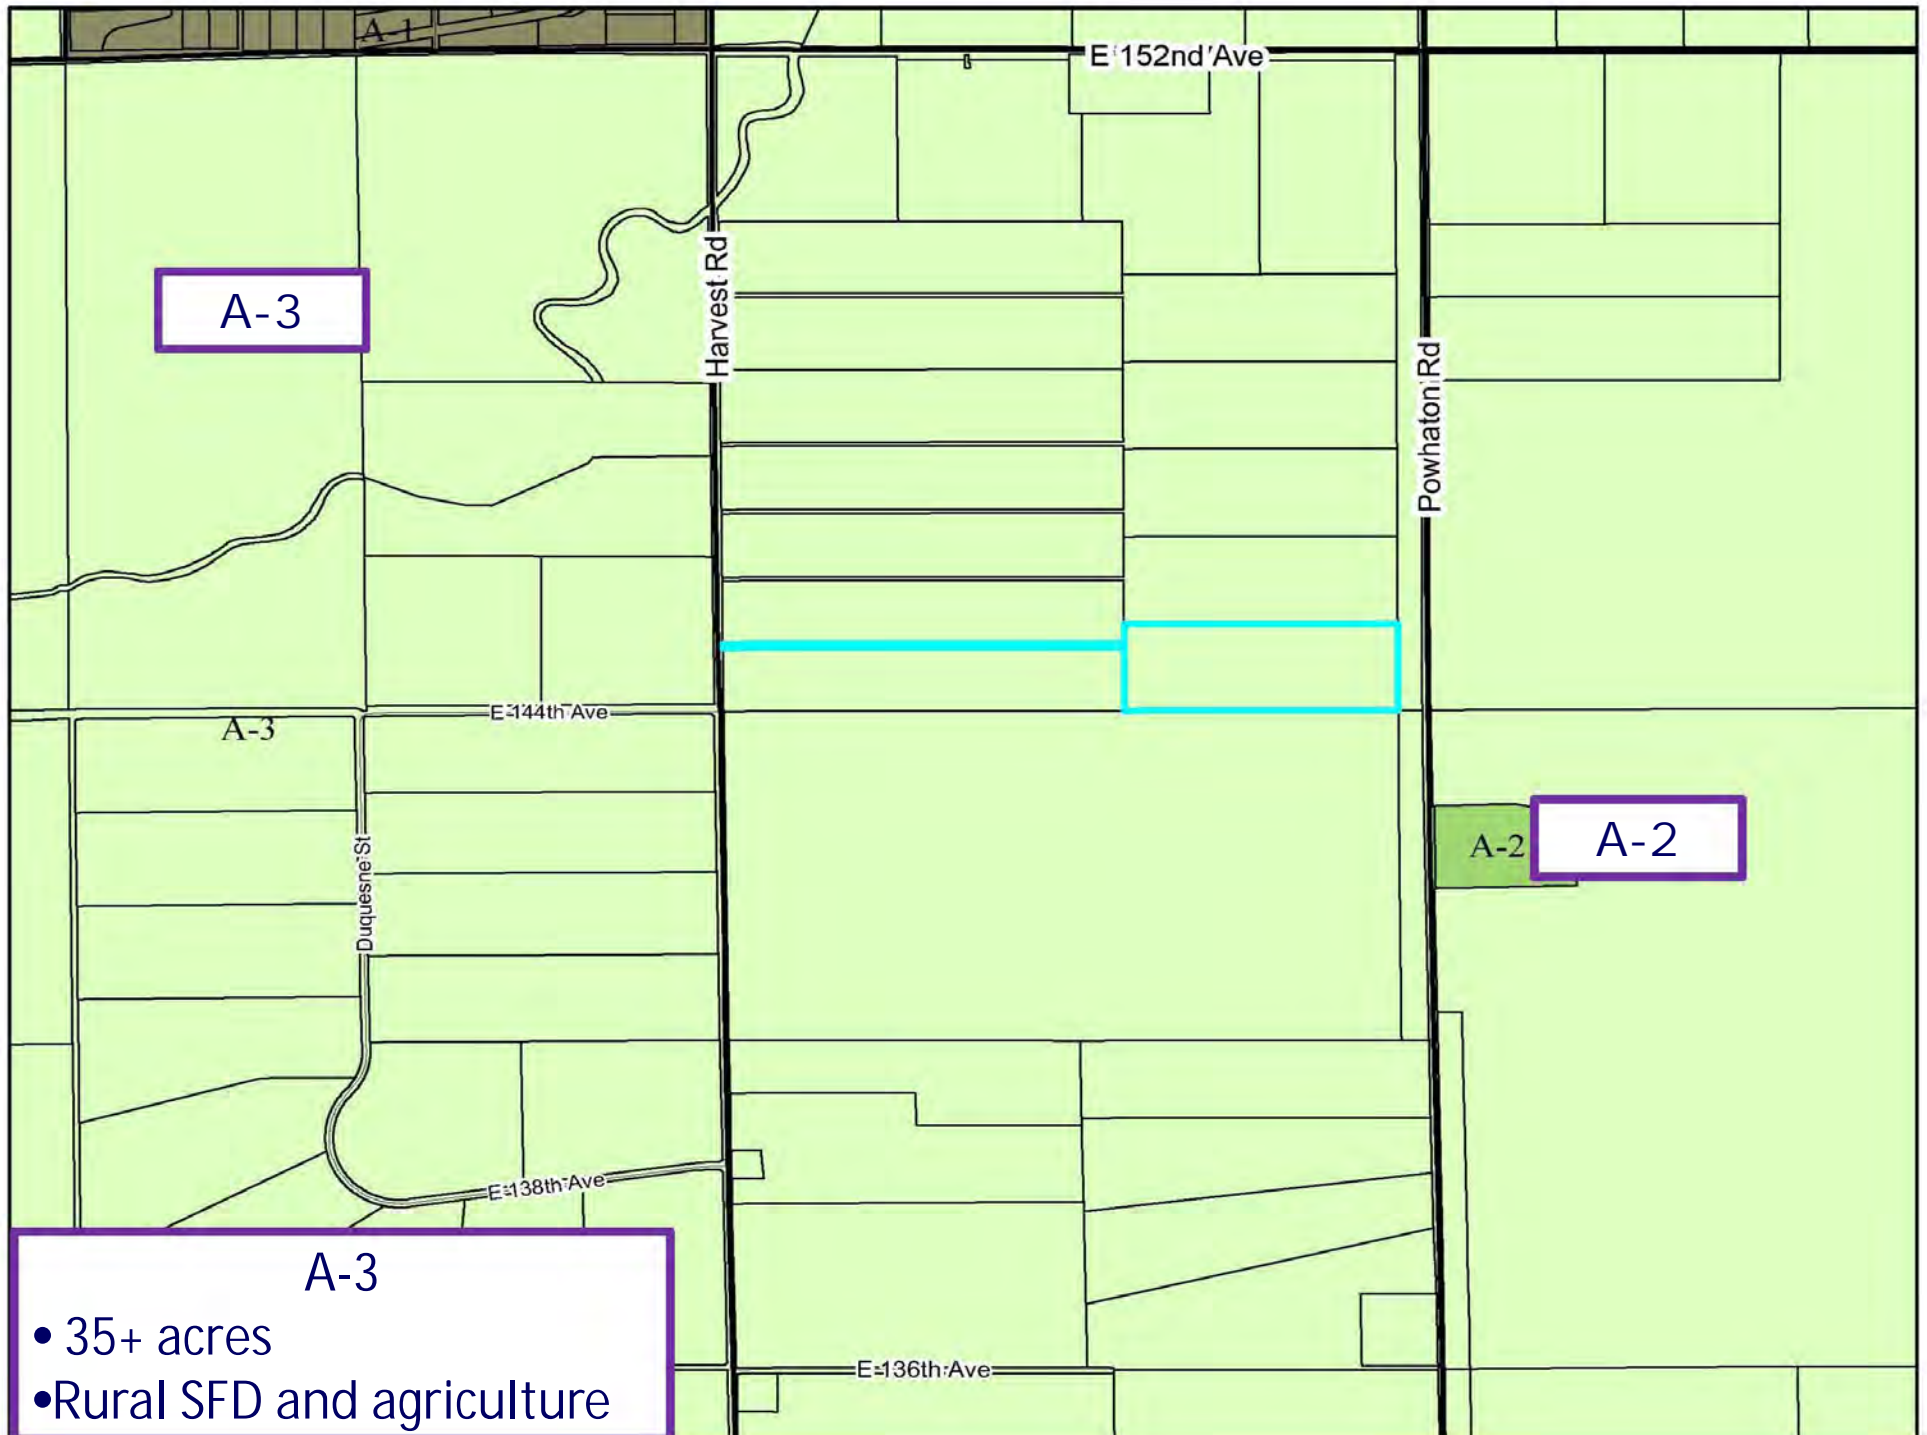 A-1
E 152nd Ave
A-3
Harvest Rd
Powhaton Rd
E 144th Ave
A-3
A-2
A-2
Duquesne St
E 138th Ave
A-3
• 35+ acres
•Rural SFD and agriculture
E 136th Ave